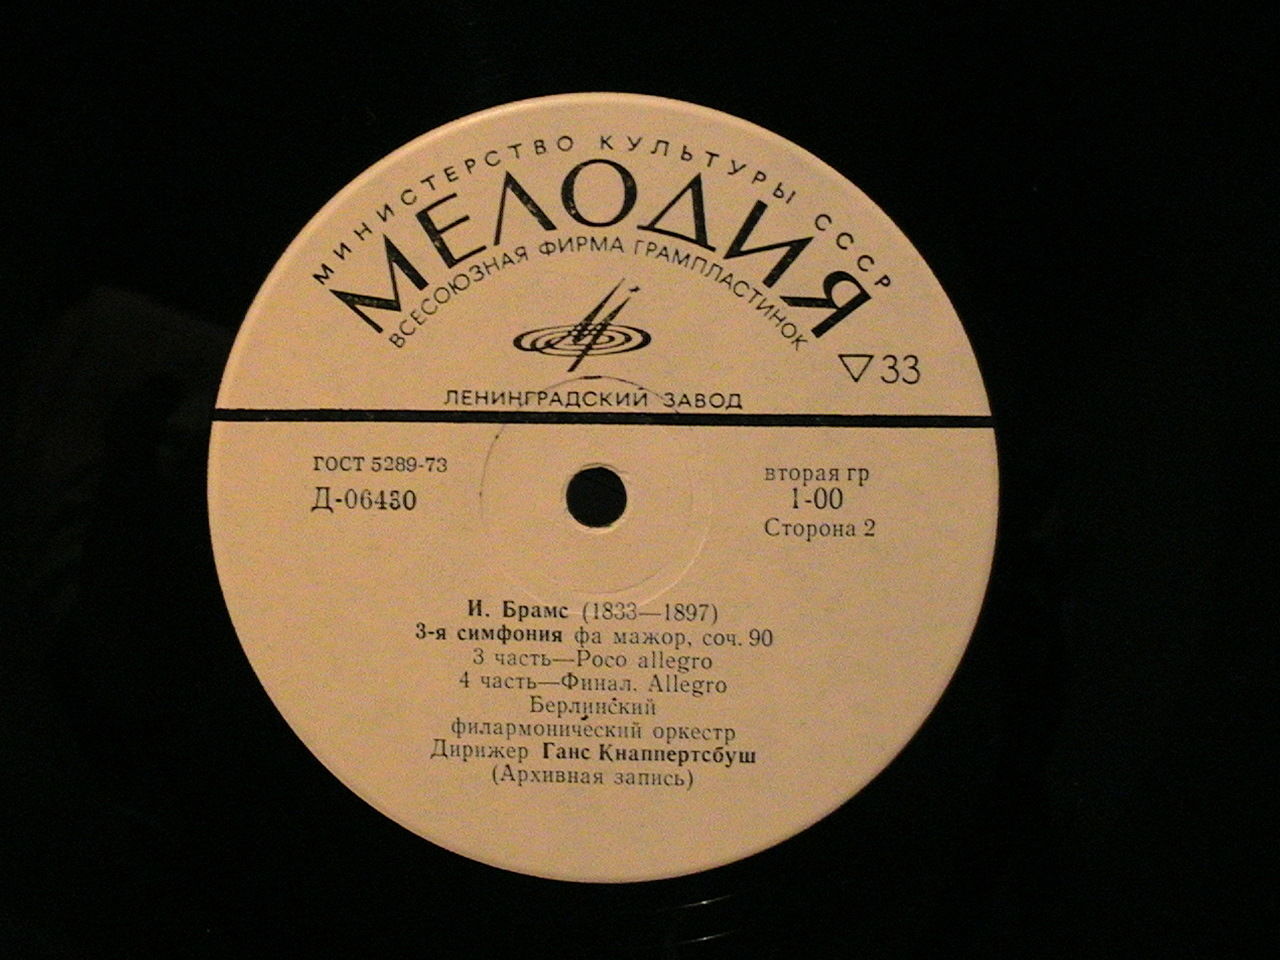 МИНИСТЕРСТВО КУЛЬТУРЫ СССР
МЕЛОДИЯ
ВСЕСОЮЗНАЯ ФИРМА ГРАМПЛАСТИНОК
33
ЛЕНИНГРАДСКИЙ ЗАВОД
ГОСТ 5289-73
Д-06430
вторая гр
1-00
Сторона 2
И. Брамс (1833—1897)
3-я симфония фа мажор, соч. 90
3 часть—Poco allegro
4 часть—Финал. Allegro
Берлинский
филармонический оркестр
Дирижер Ганс Кнаппертсбуш
(Архивная запись)